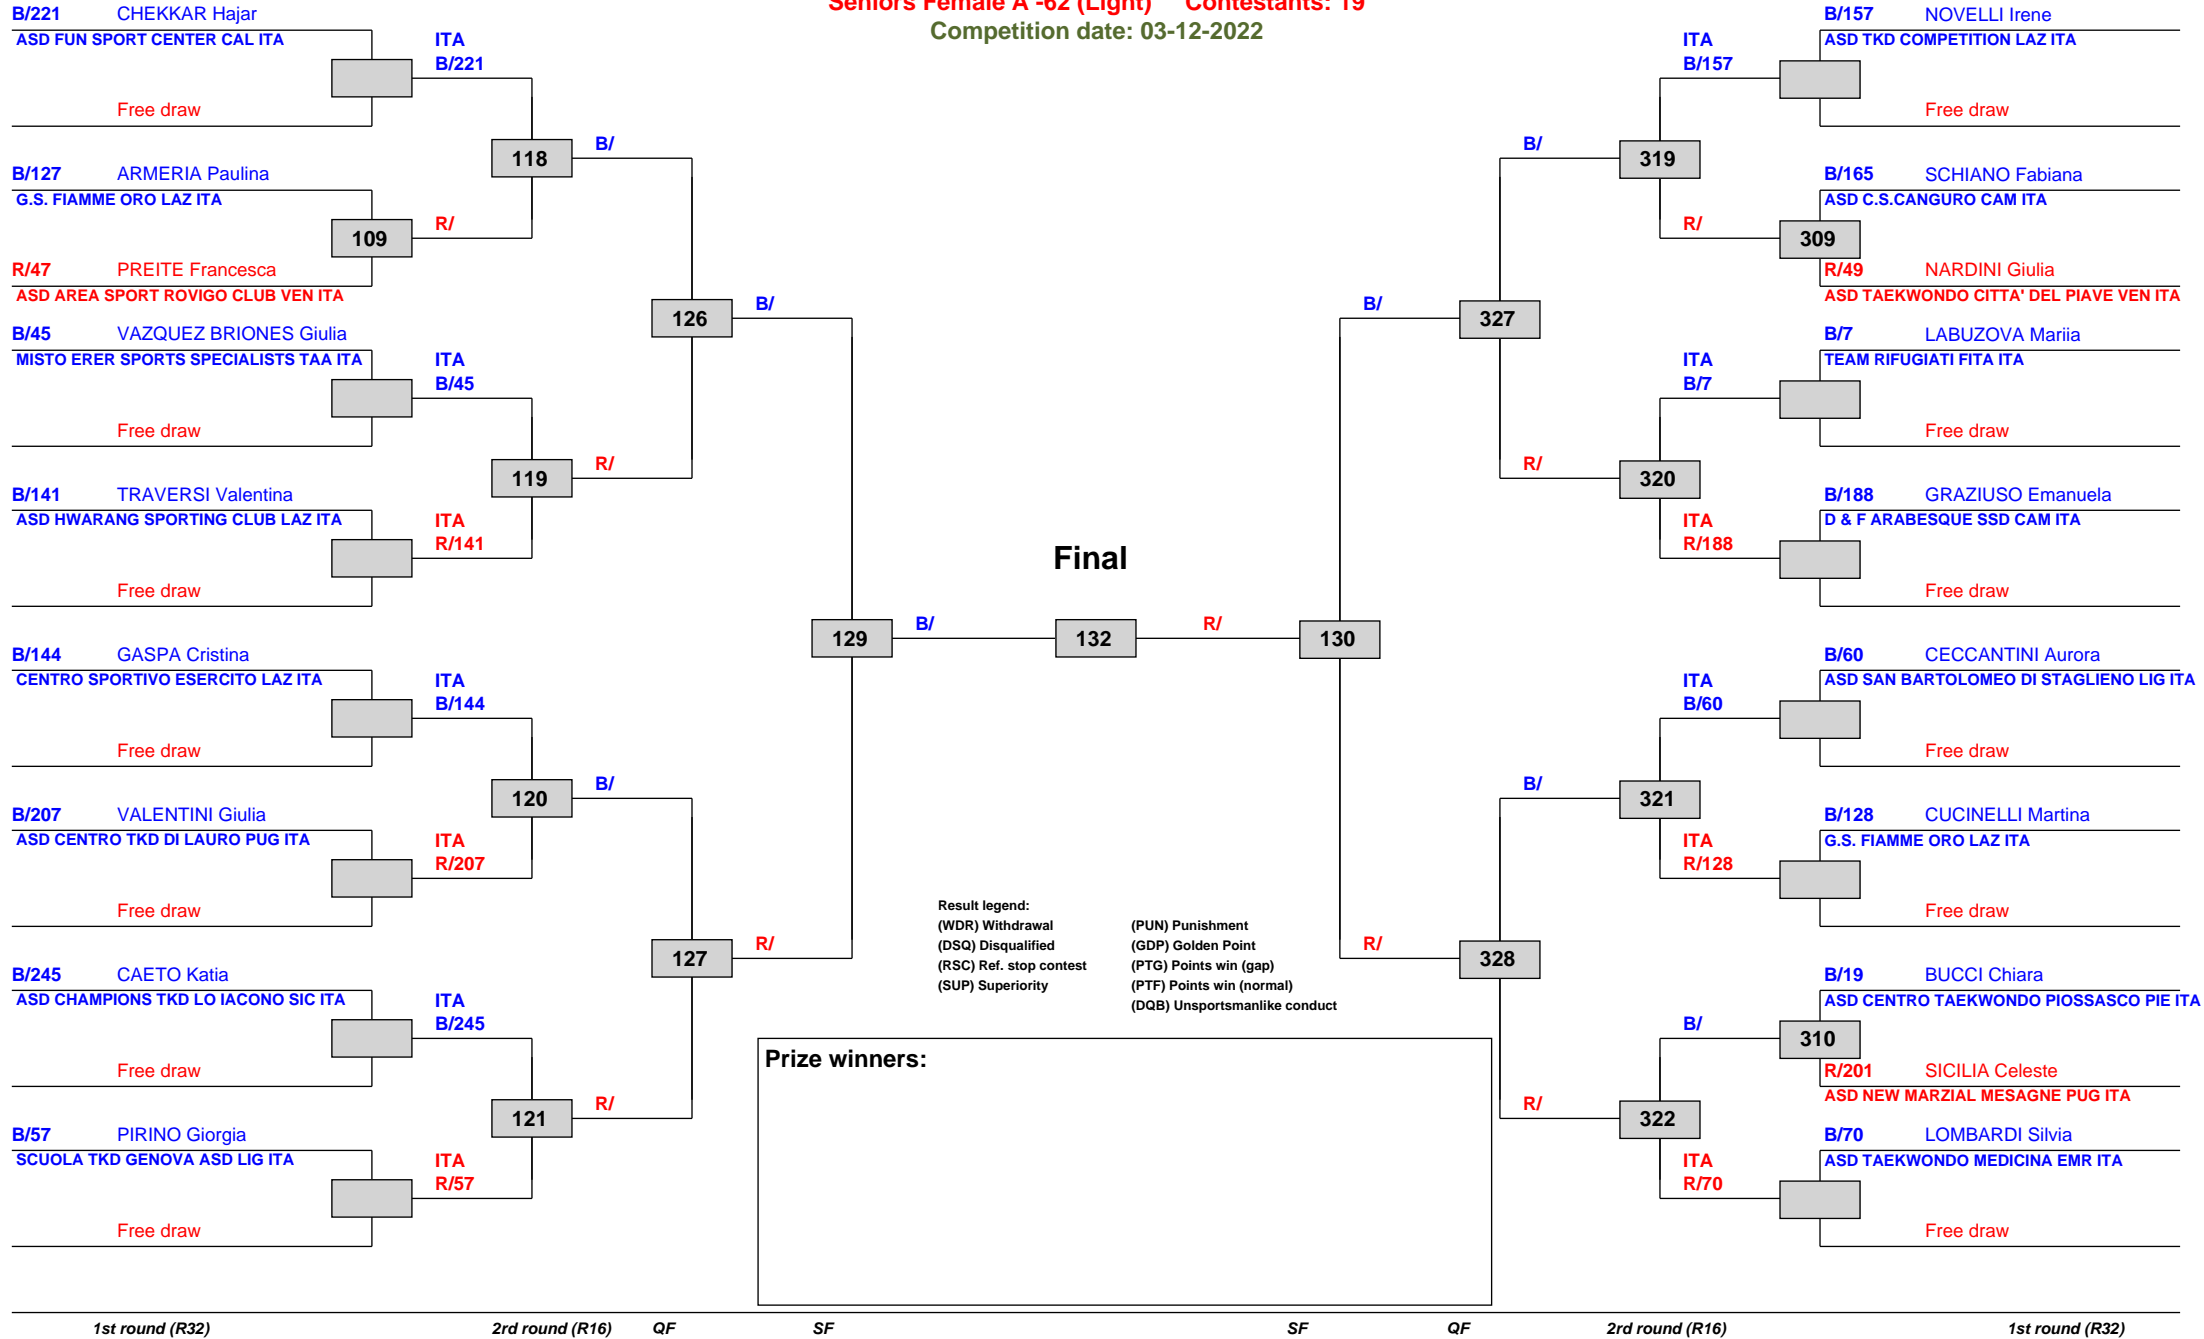 Seniors Female A -62 (Light) Contestants: 19
Competition date: 03-12-2022
B/221 CHEKKAR Hajar
ASD FUN SPORT CENTER CAL ITA
Free draw
ITA
B/221
B/127 ARMERIA Paulina
G.S. FIAMME ORO LAZ ITA
109
R/
R/47 PREITE Francesca
ASD AREA SPORT ROVIGO CLUB VEN ITA
118
B/
B/45 VAZQUEZ BRIONES Giulia
MISTO ERER SPORTS SPECIALISTS TAA ITA
Free draw
ITA
B/45
B/141 TRAVERSI Valentina
ASD HWARANG SPORTING CLUB LAZ ITA
Free draw
ITA
R/141
119
R/
126
B/
B/144 GASPA Cristina
CENTRO SPORTIVO ESERCITO LAZ ITA
Free draw
ITA
B/144
B/207 VALENTINI Giulia
ASD CENTRO TKD DI LAURO PUG ITA
Free draw
ITA
R/207
120
B/
B/245 CAETO Katia
ASD CHAMPIONS TKD LO IACONO SIC ITA
Free draw
ITA
B/245
B/57 PIRINO Giorgia
SCUOLA TKD GENOVA ASD LIG ITA
Free draw
ITA
R/57
121
R/
127
R/
129
B/
Final
132
R/
130
B/157 NOVELLI Irene
ASD TKD COMPETITION LAZ ITA
Free draw
ITA
B/157
B/165 SCHIANO Fabiana
ASD C.S.CANGURO CAM ITA
309
R/
R/49 NARDINI Giulia
ASD TAEKWONDO CITTA' DEL PIAVE VEN ITA
319
B/
B/7 LABUZOVA Mariia
TEAM RIFUGIATI FITA ITA
Free draw
ITA
B/7
B/188 GRAZIUSO Emanuela
D & F ARABESQUE SSD CAM ITA
Free draw
ITA
R/188
320
R/
327
B/
B/60 CECCANTINI Aurora
ASD SAN BARTOLOMEO DI STAGLIENO LIG ITA
Free draw
ITA
B/60
B/128 CUCINELLI Martina
G.S. FIAMME ORO LAZ ITA
Free draw
ITA
R/128
321
B/
B/19 BUCCI Chiara
ASD CENTRO TAEKWONDO PIOSSASCO PIE ITA
310
B/
R/201 SICILIA Celeste
ASD NEW MARZIAL MESAGNE PUG ITA
B/70 LOMBARDI Silvia
ASD TAEKWONDO MEDICINA EMR ITA
Free draw
ITA
R/70
322
R/
328
R/
Result legend:
(WDR) Withdrawal (PUN) Punishment
(DSQ) Disqualified (GDP) Golden Point
(RSC) Ref. stop contest (PTG) Points win (gap)
(SUP) Superiority (PTF) Points win (normal)
(DQB) Unsportsmanlike conduct
Prize winners:
1st round (R32) 2rd round (R16) QF SF SF QF 2rd round (R16) 1st round (R32)